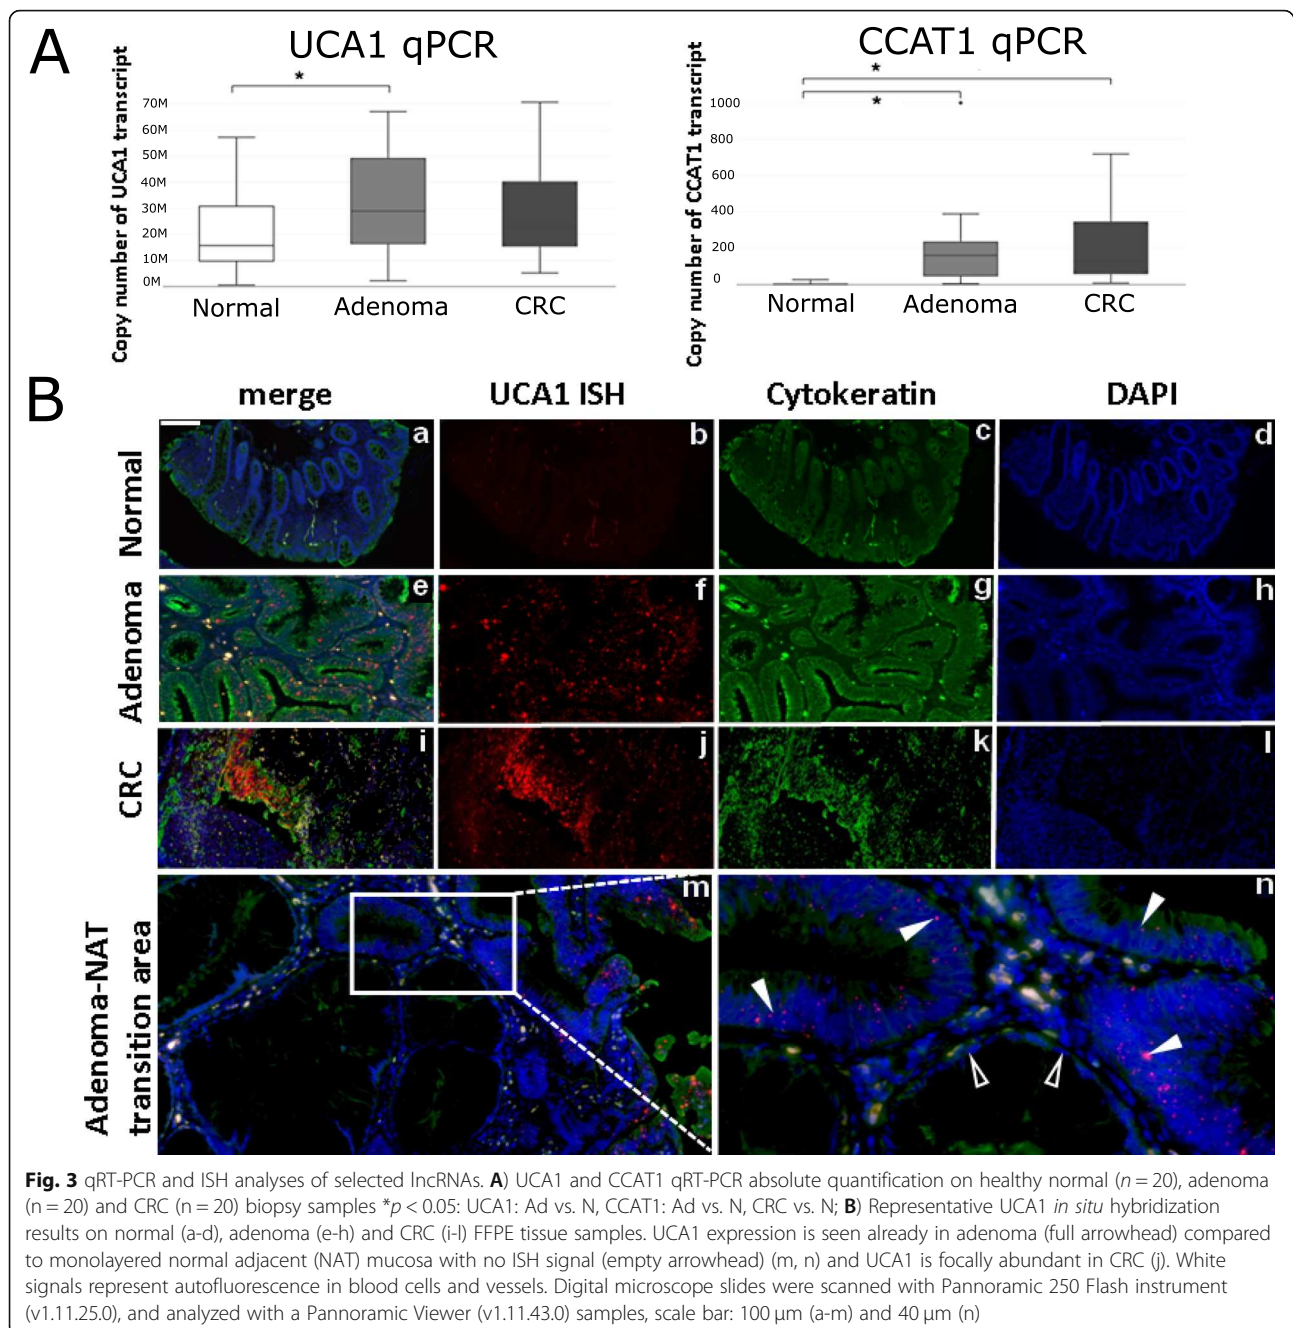 A
UCA1 qPCR
Copy number of UCA1 transcript
*
70M
60M
50M
40M
30M
20M
10M
0M
Normal
Adenoma
CRC
CCAT1 qPCR
Copy number of CCAT1 transcript
*
*
1000
800
600
400
200
0
Normal
Adenoma
CRC
B
merge
UCA1 ISH
Cytokeratin
DAPI
Normal
a
b
c
d
Adenoma
e
f
g
h
CRC
i
j
k
l
Adenoma-NAT
transition area
m
n
Fig. 3 qRT-PCR and ISH analyses of selected lncRNAs. A) UCA1 and CCAT1 qRT-PCR absolute quantification on healthy normal (n = 20), adenoma
(n = 20) and CRC (n = 20) biopsy samples *p < 0.05: UCA1: Ad vs. N, CCAT1: Ad vs. N, CRC vs. N; B) Representative UCA1 in situ hybridization
results on normal (a-d), adenoma (e-h) and CRC (i-l) FFPE tissue samples. UCA1 expression is seen already in adenoma (full arrowhead) compared
to monolayered normal adjacent (NAT) mucosa with no ISH signal (empty arrowhead) (m, n) and UCA1 is focally abundant in CRC (j). White
signals represent autofluorescence in blood cells and vessels. Digital microscope slides were scanned with Pannoramic 250 Flash instrument
(v1.11.25.0), and analyzed with a Pannoramic Viewer (v1.11.43.0) samples, scale bar: 100 μm (a-m) and 40 μm (n)